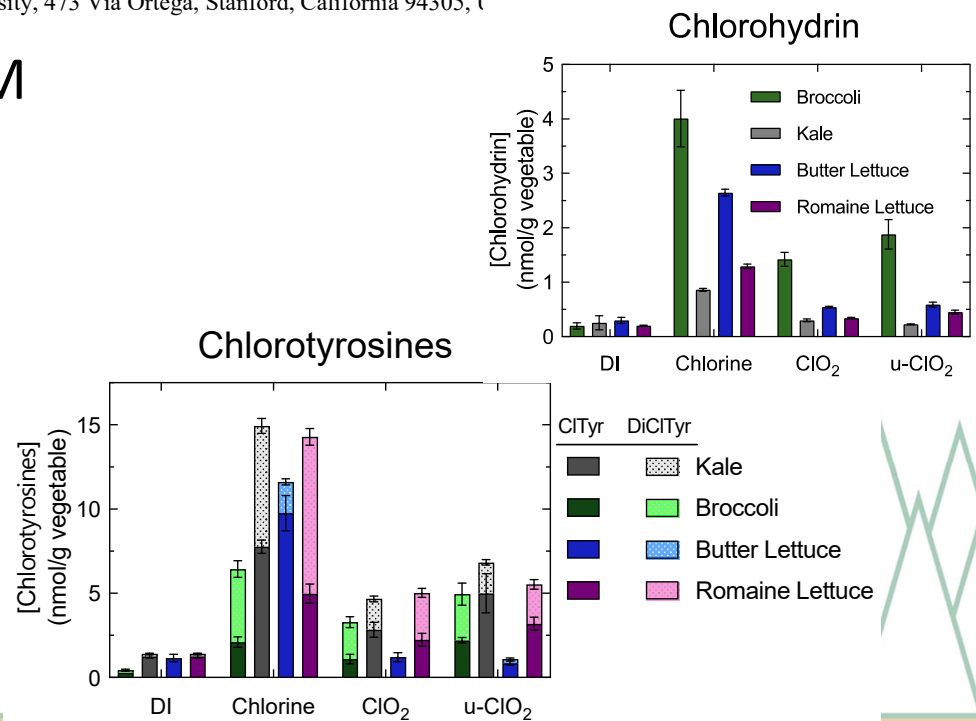 sity, 473 Via Ortega, Stanford, California 94305, U
M
Chlorohydrin
[Chlorohydrin]
(nmol/g vegetable)
5
4
3
2
1
0
Broccoli
Kale
Butter Lettuce
Romaine Lettuce
DI Chlorine ClO₂ u-ClO₂
Chlorotyrosines
[Chlorotyrosines]
(nmol/g vegetable)
15
10
5
0
DI Chlorine ClO₂ u-ClO₂
ClTyr DiClTyr
Kale
Broccoli
Butter Lettuce
Romaine Lettuce